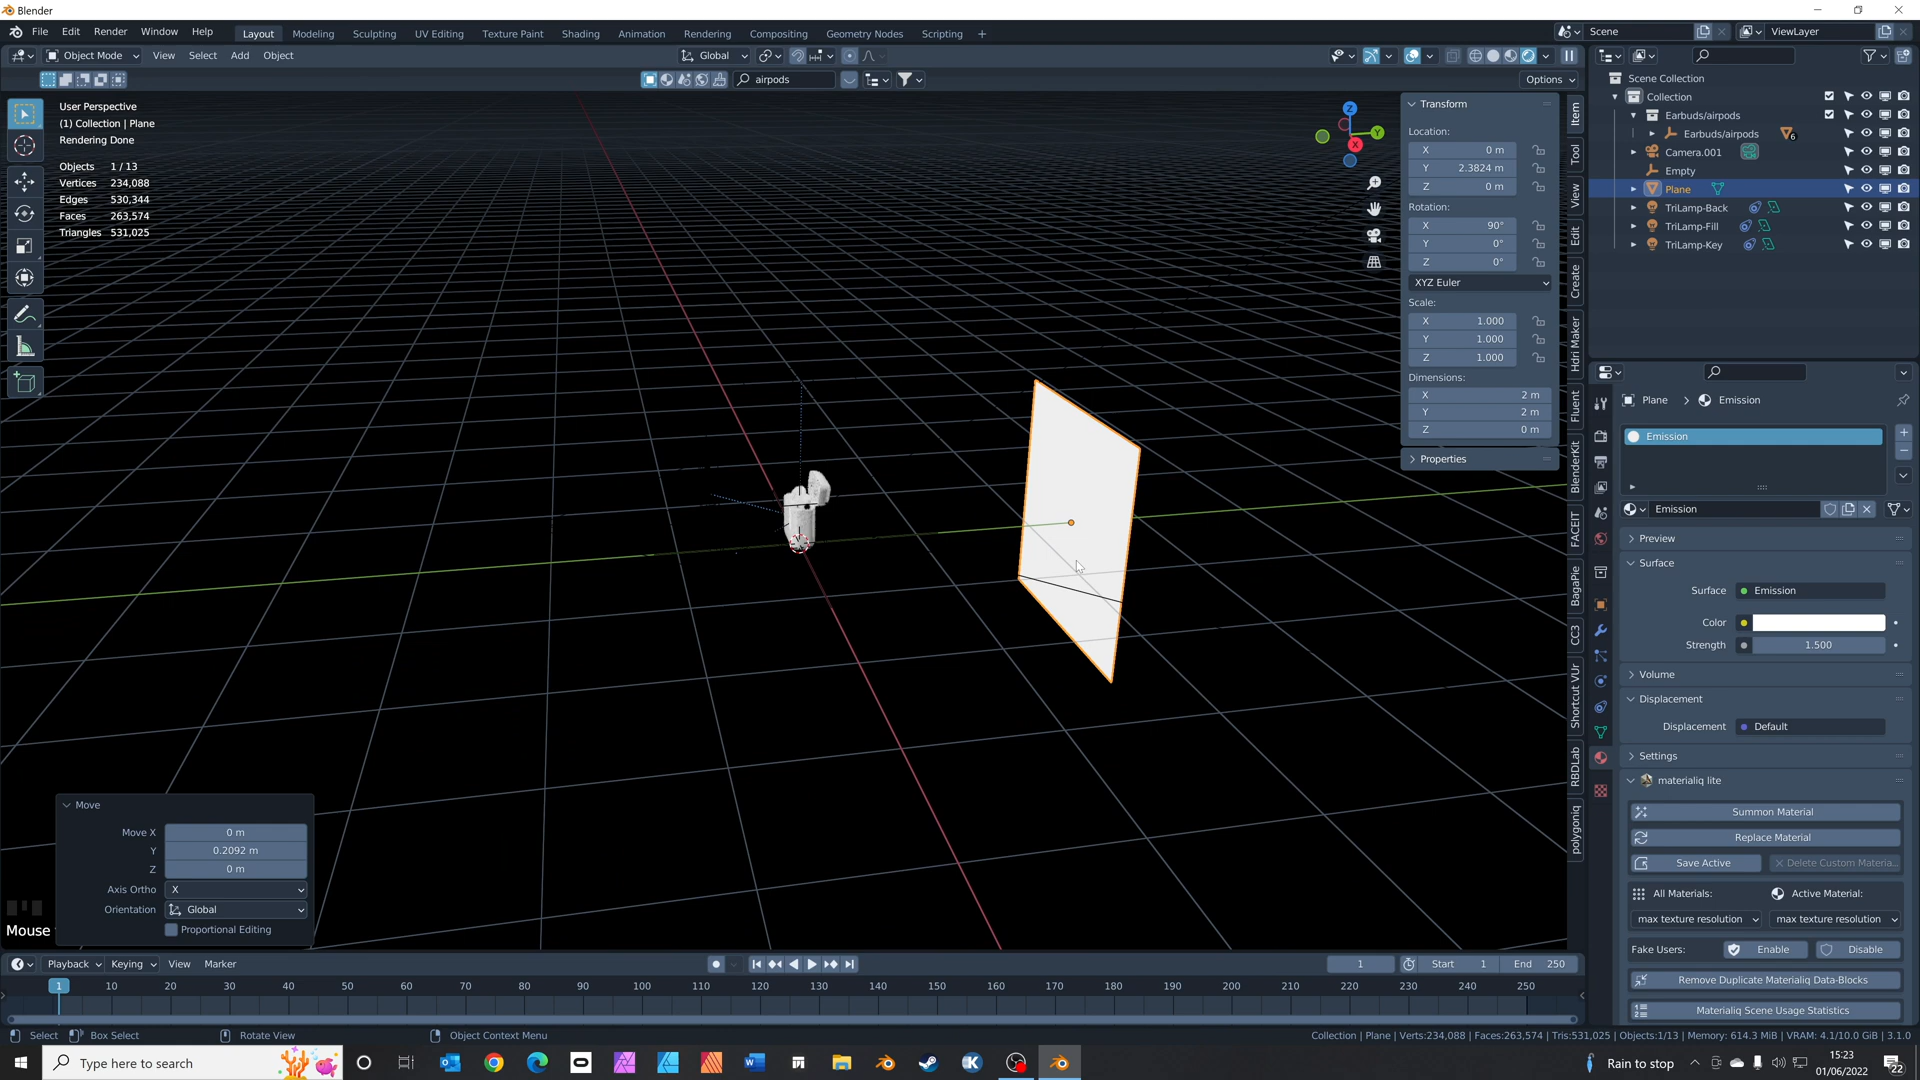 Blender
File Edit Render Window Help Layout Modeling Sculpting UV Editing Texture Paint Shading Animation Rendering Compositing Geometry Nodes Scripting + Scene ViewLayer
Object Mode View Select Add Object Global
airpods Options
User Perspective
(1) Collection | Plane
Rendering Done
Objects 1 / 13
Vertices 234,088
Edges 530,344
Faces 263,574
Triangles 531,025
Z
Y
X
Transform
Location:
X 0 m
Y 2.3824 m
Z 0 m
Rotation:
X 90°
Y 0°
Z 0°
XYZ Euler
Scale:
X 1.000
Y 1.000
Z 1.000
Dimensions:
X 2 m
Y 2 m
Z 0 m
Properties
Item
Tool
View
Edit
Create
Hdri Maker
Fluent
BlenderKit
FACEIT
BagaPie
CC3
Shortcut VUr
RBDLab
polygoniq
Scene Collection
Collection
Earbuds/airpods
Earbuds/airpods 6
Camera.001
Empty
Plane
TriLamp-Back
TriLamp-Fill
TriLamp-Key
Plane > Emission
Emission
Emission
Preview
Surface
Surface Emission
Color
Strength 1.500
Volume
Displacement
Displacement Default
Settings
materialiq lite
Summon Material
Replace Material
Save Active Delete Custom Materia...
All Materials: Active Material:
max texture resolution max texture resolution
Fake Users: Enable Disable
Remove Duplicate Materialiq Data-Blocks
Materialiq Scene Usage Statistics
Move
Move X 0 m
Y 0.2092 m
Z 0 m
Axis Ortho X
Orientation Global
Proportional Editing
Mouse
Playback Keying View Marker 1 Start 1 End 250
1 10 20 30 40 50 60 70 80 90 100 110 120 130 140 150 160 170 180 190 200 210 220 230 240 250
Select Box Select Rotate View Object Context Menu Collection | Plane | Verts:234,088 | Faces:263,574 | Tris:531,025 | Objects:1/13 | Memory: 614.3 MiB | VRAM: 4.1/10.0 GiB | 3.1.0
Type here to search Rain to stop 15:23
01/06/2022
22